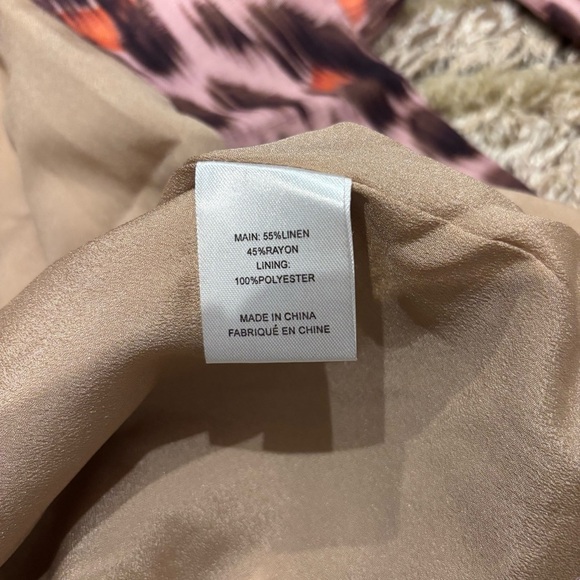 MAIN: 55%LINEN
45%RAYON
LINING:
100%POLYESTER
MADE IN CHINA
FABRIQUÉ EN CHINE